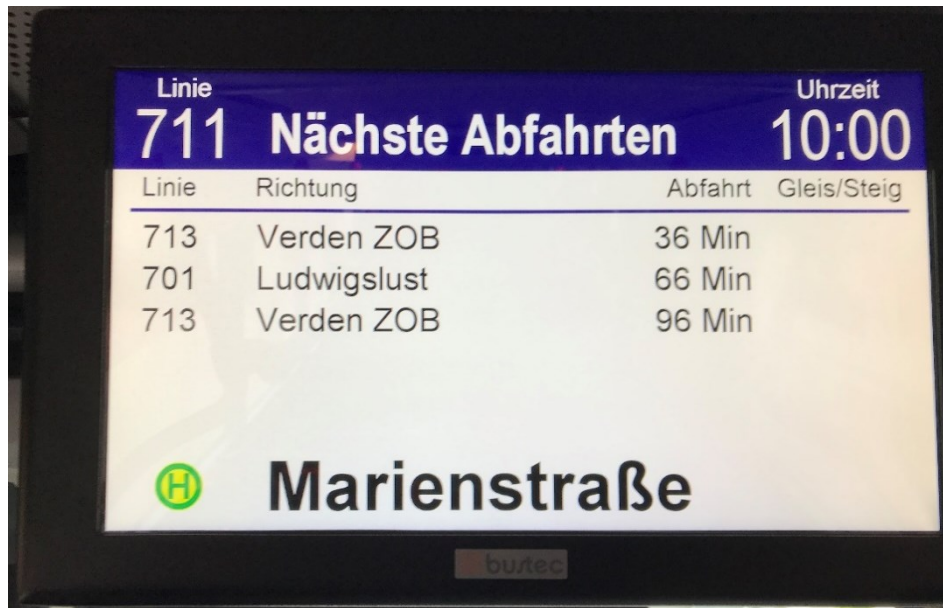 Linie Uhrzeit
711 Nächste Abfahrten 10:00
Linie Richtung Abfahrt Gleis/Steig
713 Verden ZOB 36 Min
701 Ludwigslust 66 Min
713 Verden ZOB 96 Min
H Marienstraße
bustec